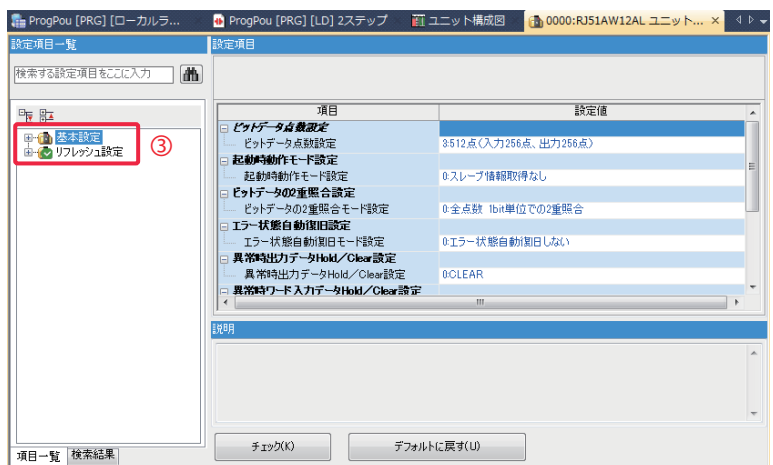 ProgPou [PRG] [ローカルラ...
ProgPou [PRG] [LD] 2ステップ
ユニット構成図
0000:RJ51AW12AL ユニット...
設定項目一覧
設定項目
検索する設定項目をここに入力
基本設定
リフレッシュ設定
③
項目 設定値
ビットデータ点数設定
ビットデータ点数設定 3:512点(入力256点、出力256点)
起動時動作モード設定
起動時動作モード設定 0:スレーブ情報取得なし
ビットデータの2重照合設定
ビットデータの2重照合モード設定 0:全点数 1bit単位での2重照合
エラー状態自動復旧設定
エラー状態自動復旧モード設定 0:エラー状態自動復旧しない
異常時出力データHold/Clear設定
異常時出力データHold/Clear設定 0:CLEAR
異常時ワード入力データHold/Clear設定
説明
項目一覧
検索結果
チェック(K)
デフォルトに戻す(U)